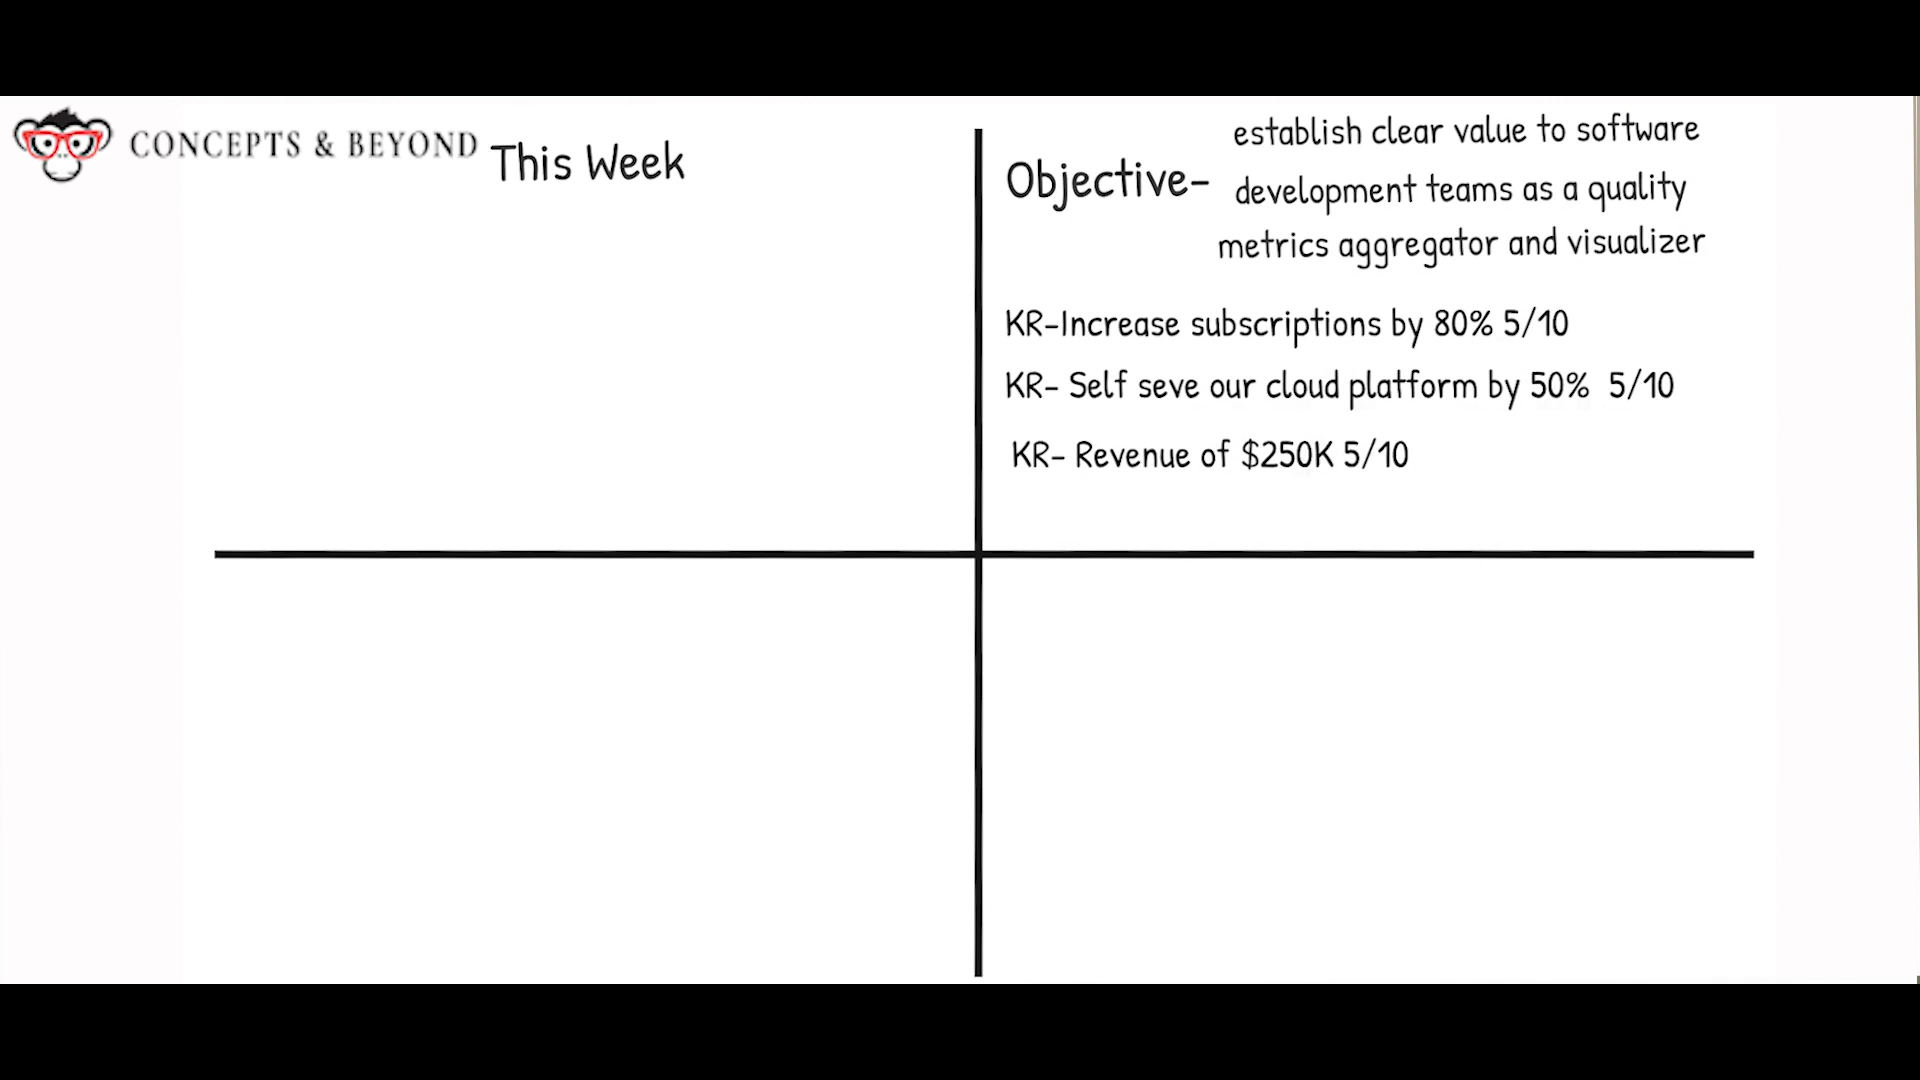 CONCEPTS & BEYOND
This Week
Objective-
establish clear value to software
development teams as a quality
metrics aggregator and visualizer
KR-Increase subscriptions by 80% 5/10
KR- Self seve our cloud platform by 50% 5/10
KR- Revenue of $250K 5/10